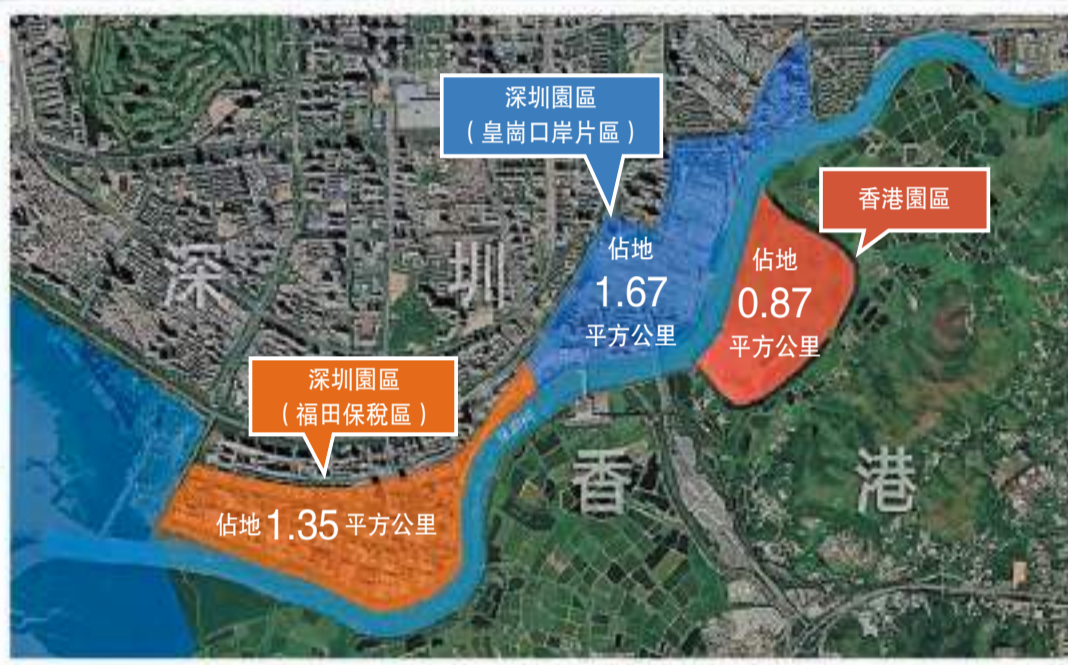 深圳園區
（皇崗口岸片區）
香港園區
佔地
1.67
平方公里
佔地
0.87
平方公里
深圳
深圳園區
（福田保稅區）
佔地1.35平方公里
香港